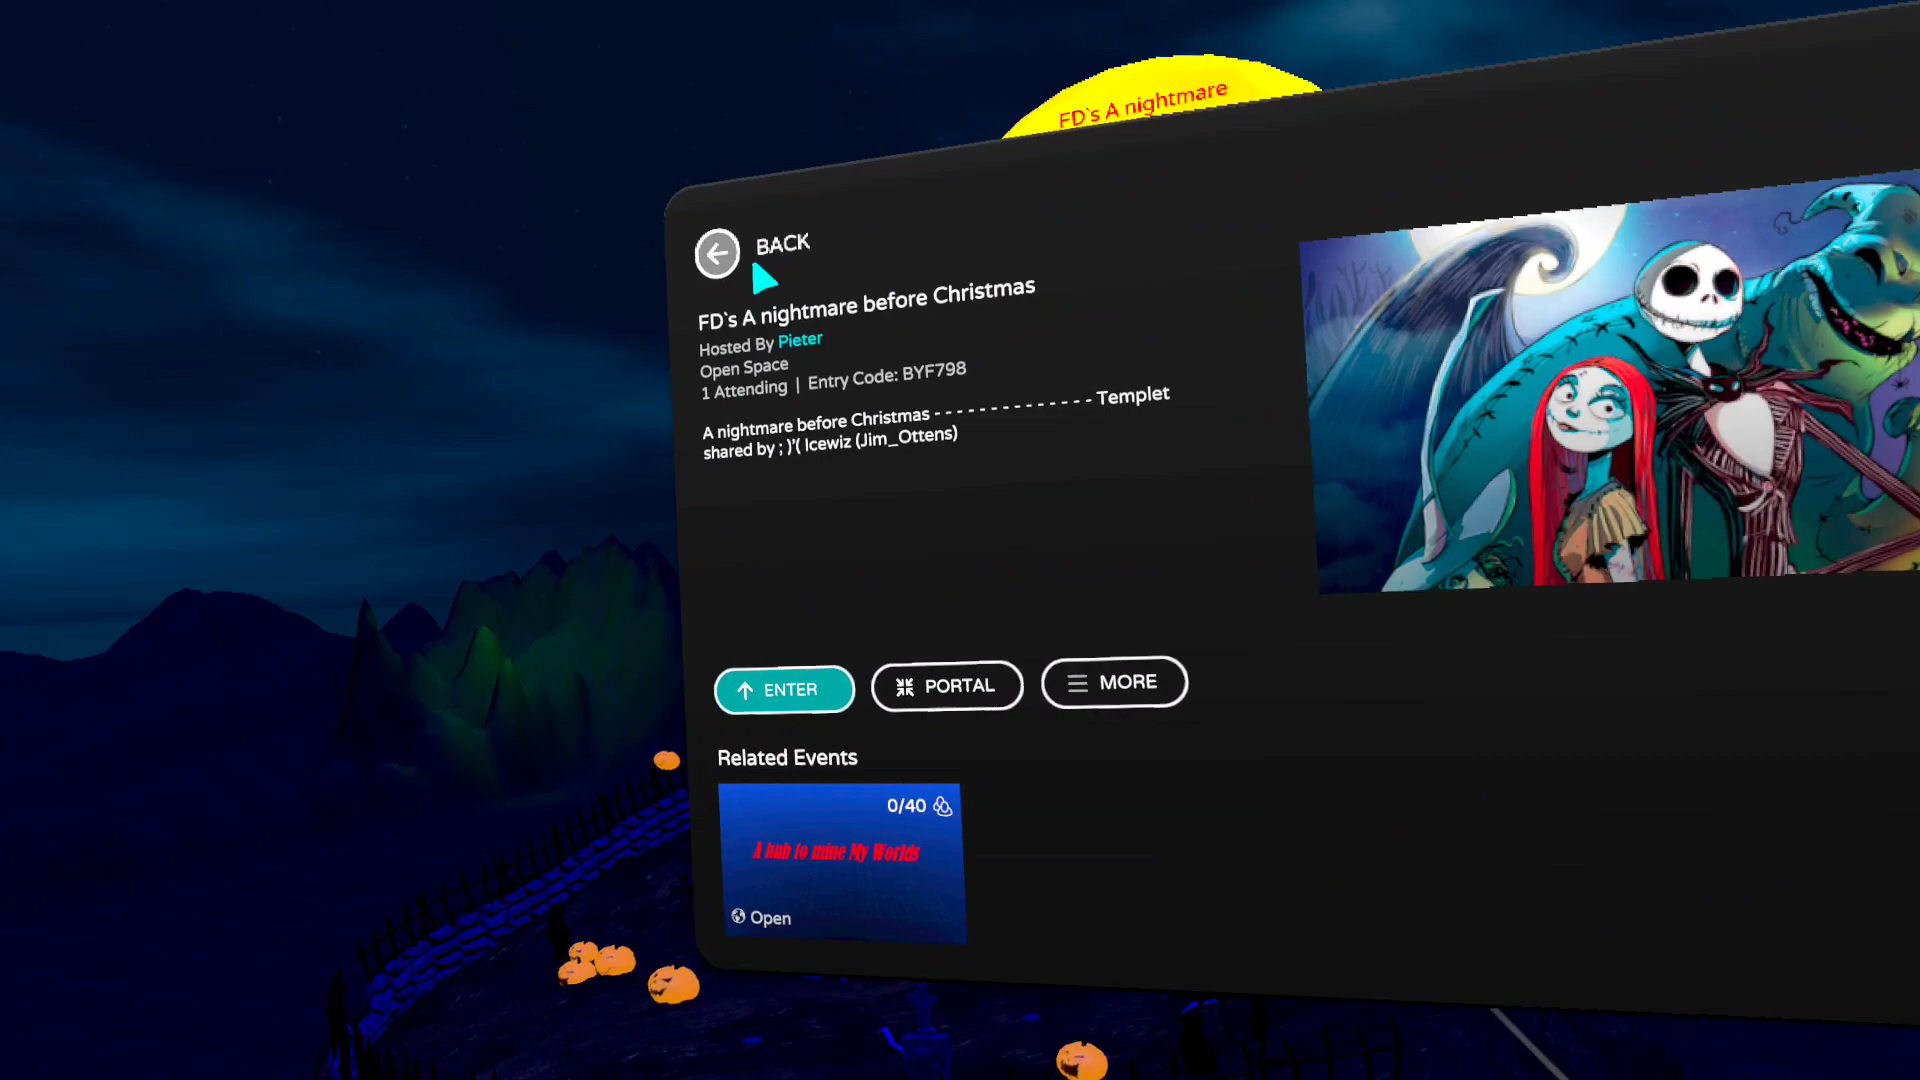 FD`s A nightmare
BACK
FD`s A nightmare before Christmas
Hosted By Pieter
Open Space
1 Attending | Entry Code: BYF798
A nightmare before Christmas - - - - - - - - - - - - - - - Templet
shared by ; )'( Icewiz (Jim_Ottens)
ENTER
PORTAL
MORE
Related Events
0/40
A hub to mine My Worlds
Open